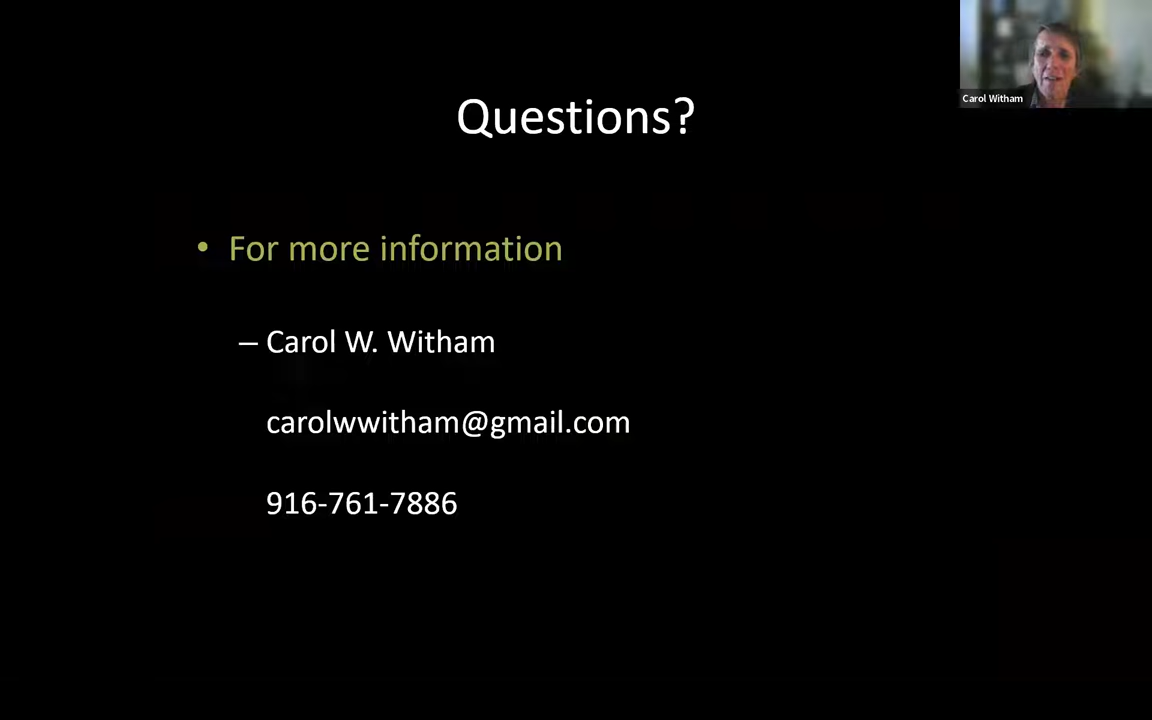 Carol Witham
Questions?
• For more information
– Carol W. Witham
carolwwitham@gmail.com
916-761-7886